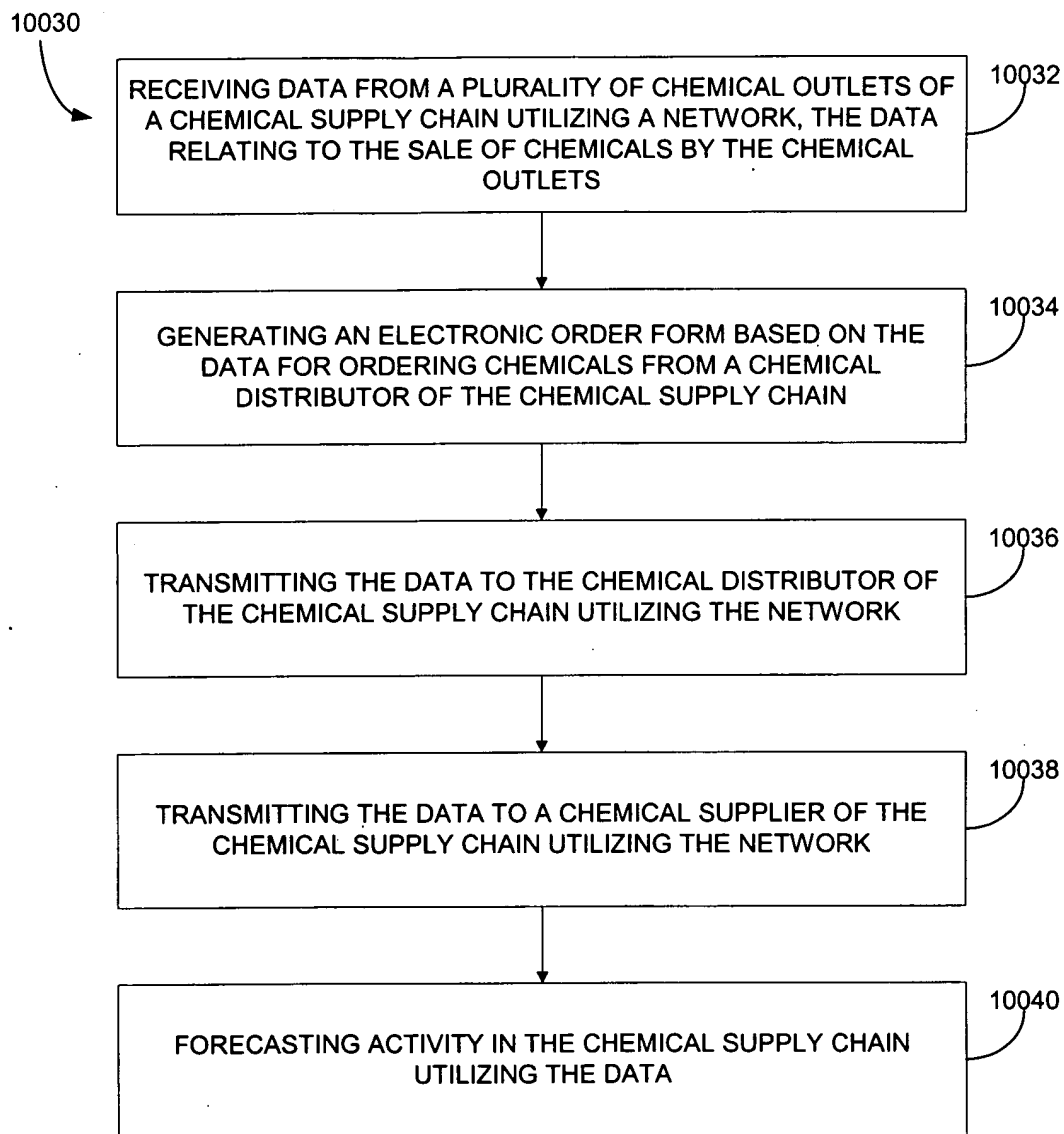 10030
10032
RECEIVING DATA FROM A PLURALITY OF CHEMICAL OUTLETS OF
A CHEMICAL SUPPLY CHAIN UTILIZING A NETWORK, THE DATA
RELATING TO THE SALE OF CHEMICALS BY THE CHEMICAL
OUTLETS
10034
GENERATING AN ELECTRONIC ORDER FORM BASED ON THE
DATA FOR ORDERING CHEMICALS FROM A CHEMICAL
DISTRIBUTOR OF THE CHEMICAL SUPPLY CHAIN
10036
TRANSMITTING THE DATA TO THE CHEMICAL DISTRIBUTOR OF
THE CHEMICAL SUPPLY CHAIN UTILIZING THE NETWORK
10038
TRANSMITTING THE DATA TO A CHEMICAL SUPPLIER OF THE
CHEMICAL SUPPLY CHAIN UTILIZING THE NETWORK
10040
FORECASTING ACTIVITY IN THE CHEMICAL SUPPLY CHAIN
UTILIZING THE DATA